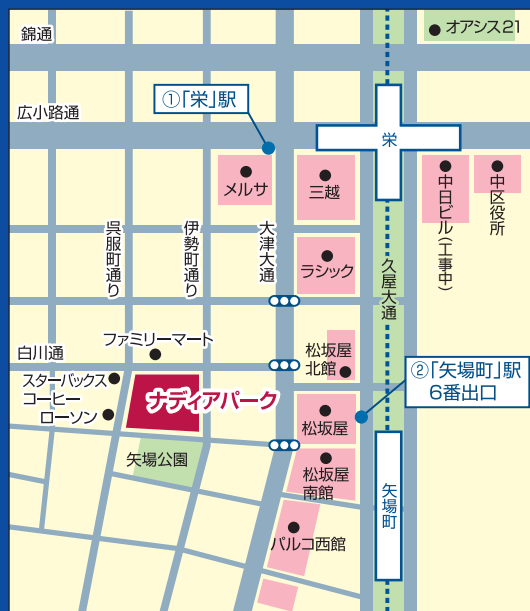 オアシス21
錦通
①「栄」駅
広小路通
栄
メルサ
三越
中日ビル(工事中)
中区役所
呉服町通り
伊勢町通り
大津大通
ラシック
久屋大通
ファミリーマート
白川通
松坂屋
北館
②「矢場町」駅
6番出口
スターバックス
コーヒー
ローソン
ナディアパーク
松坂屋
矢場公園
松坂屋
南館
矢場町
パルコ西館